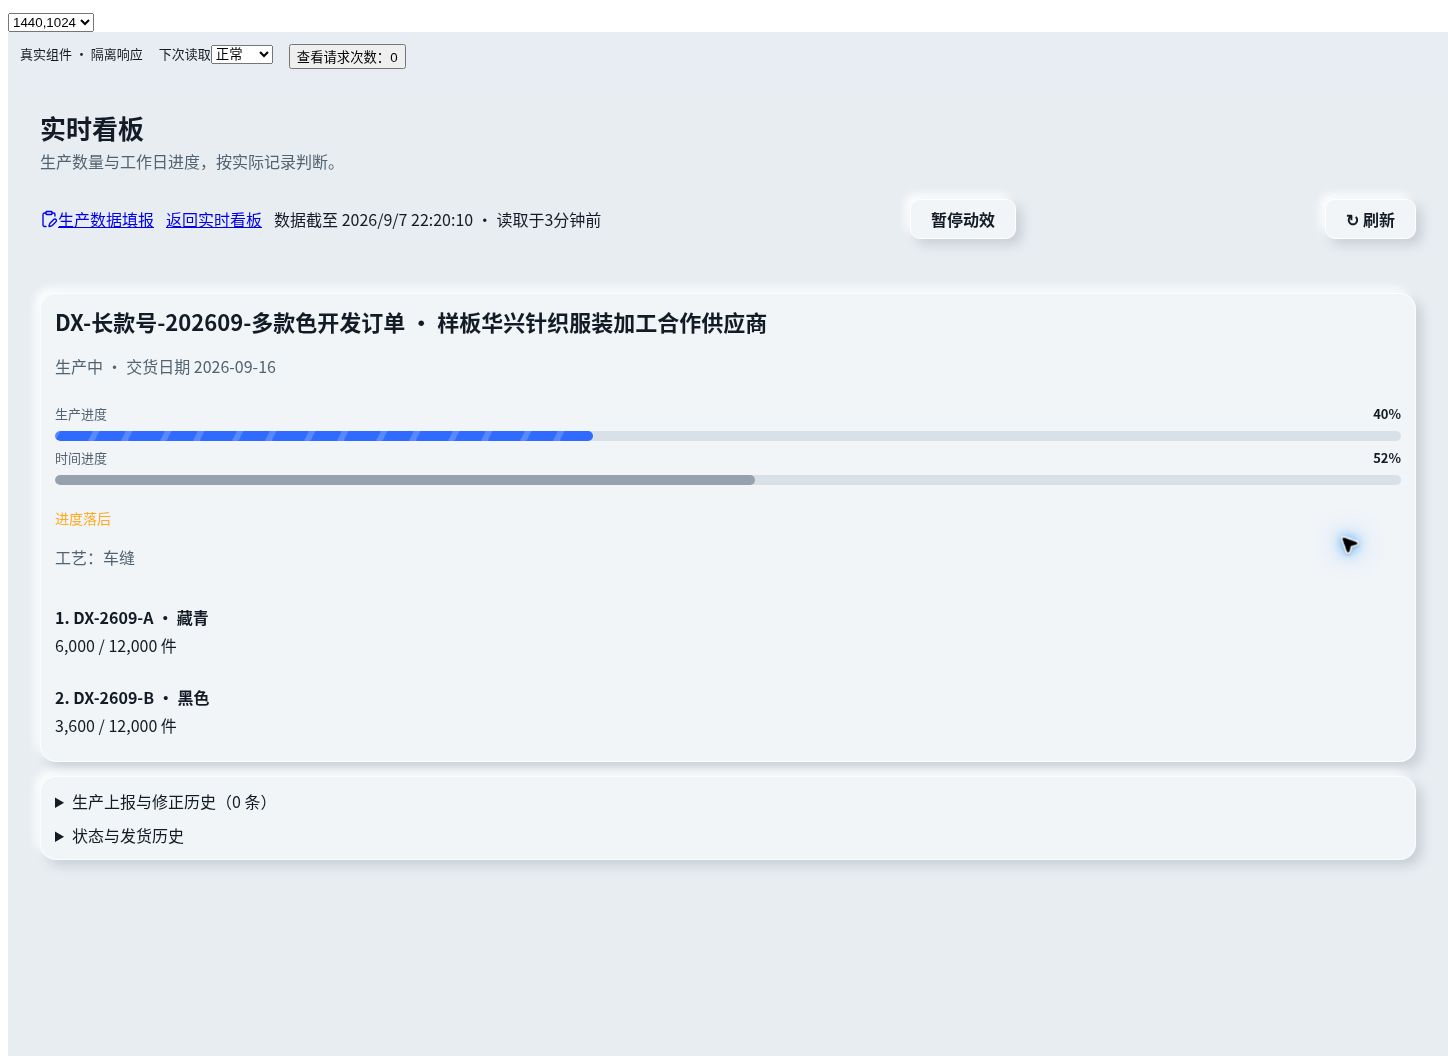 1440,1024
真实组件 · 隔离响应 下次读取 正常 查看请求次数：0
实时看板
生产数量与工作日进度，按实际记录判断。
生产数据填报 返回实时看板 数据截至 2026/9/7 22:20:10 · 读取于3分钟前 暂停动效 ↻ 刷新
DX-长款号-202609-多款色开发订单 · 样板华兴针织服装加工合作供应商
生产中 · 交货日期 2026-09-16
生产进度 40%
时间进度 52%
进度落后
工艺：车缝
1. DX-2609-A · 藏青
6,000 / 12,000 件
2. DX-2609-B · 黑色
3,600 / 12,000 件
生产上报与修正历史（0 条）
状态与发货历史